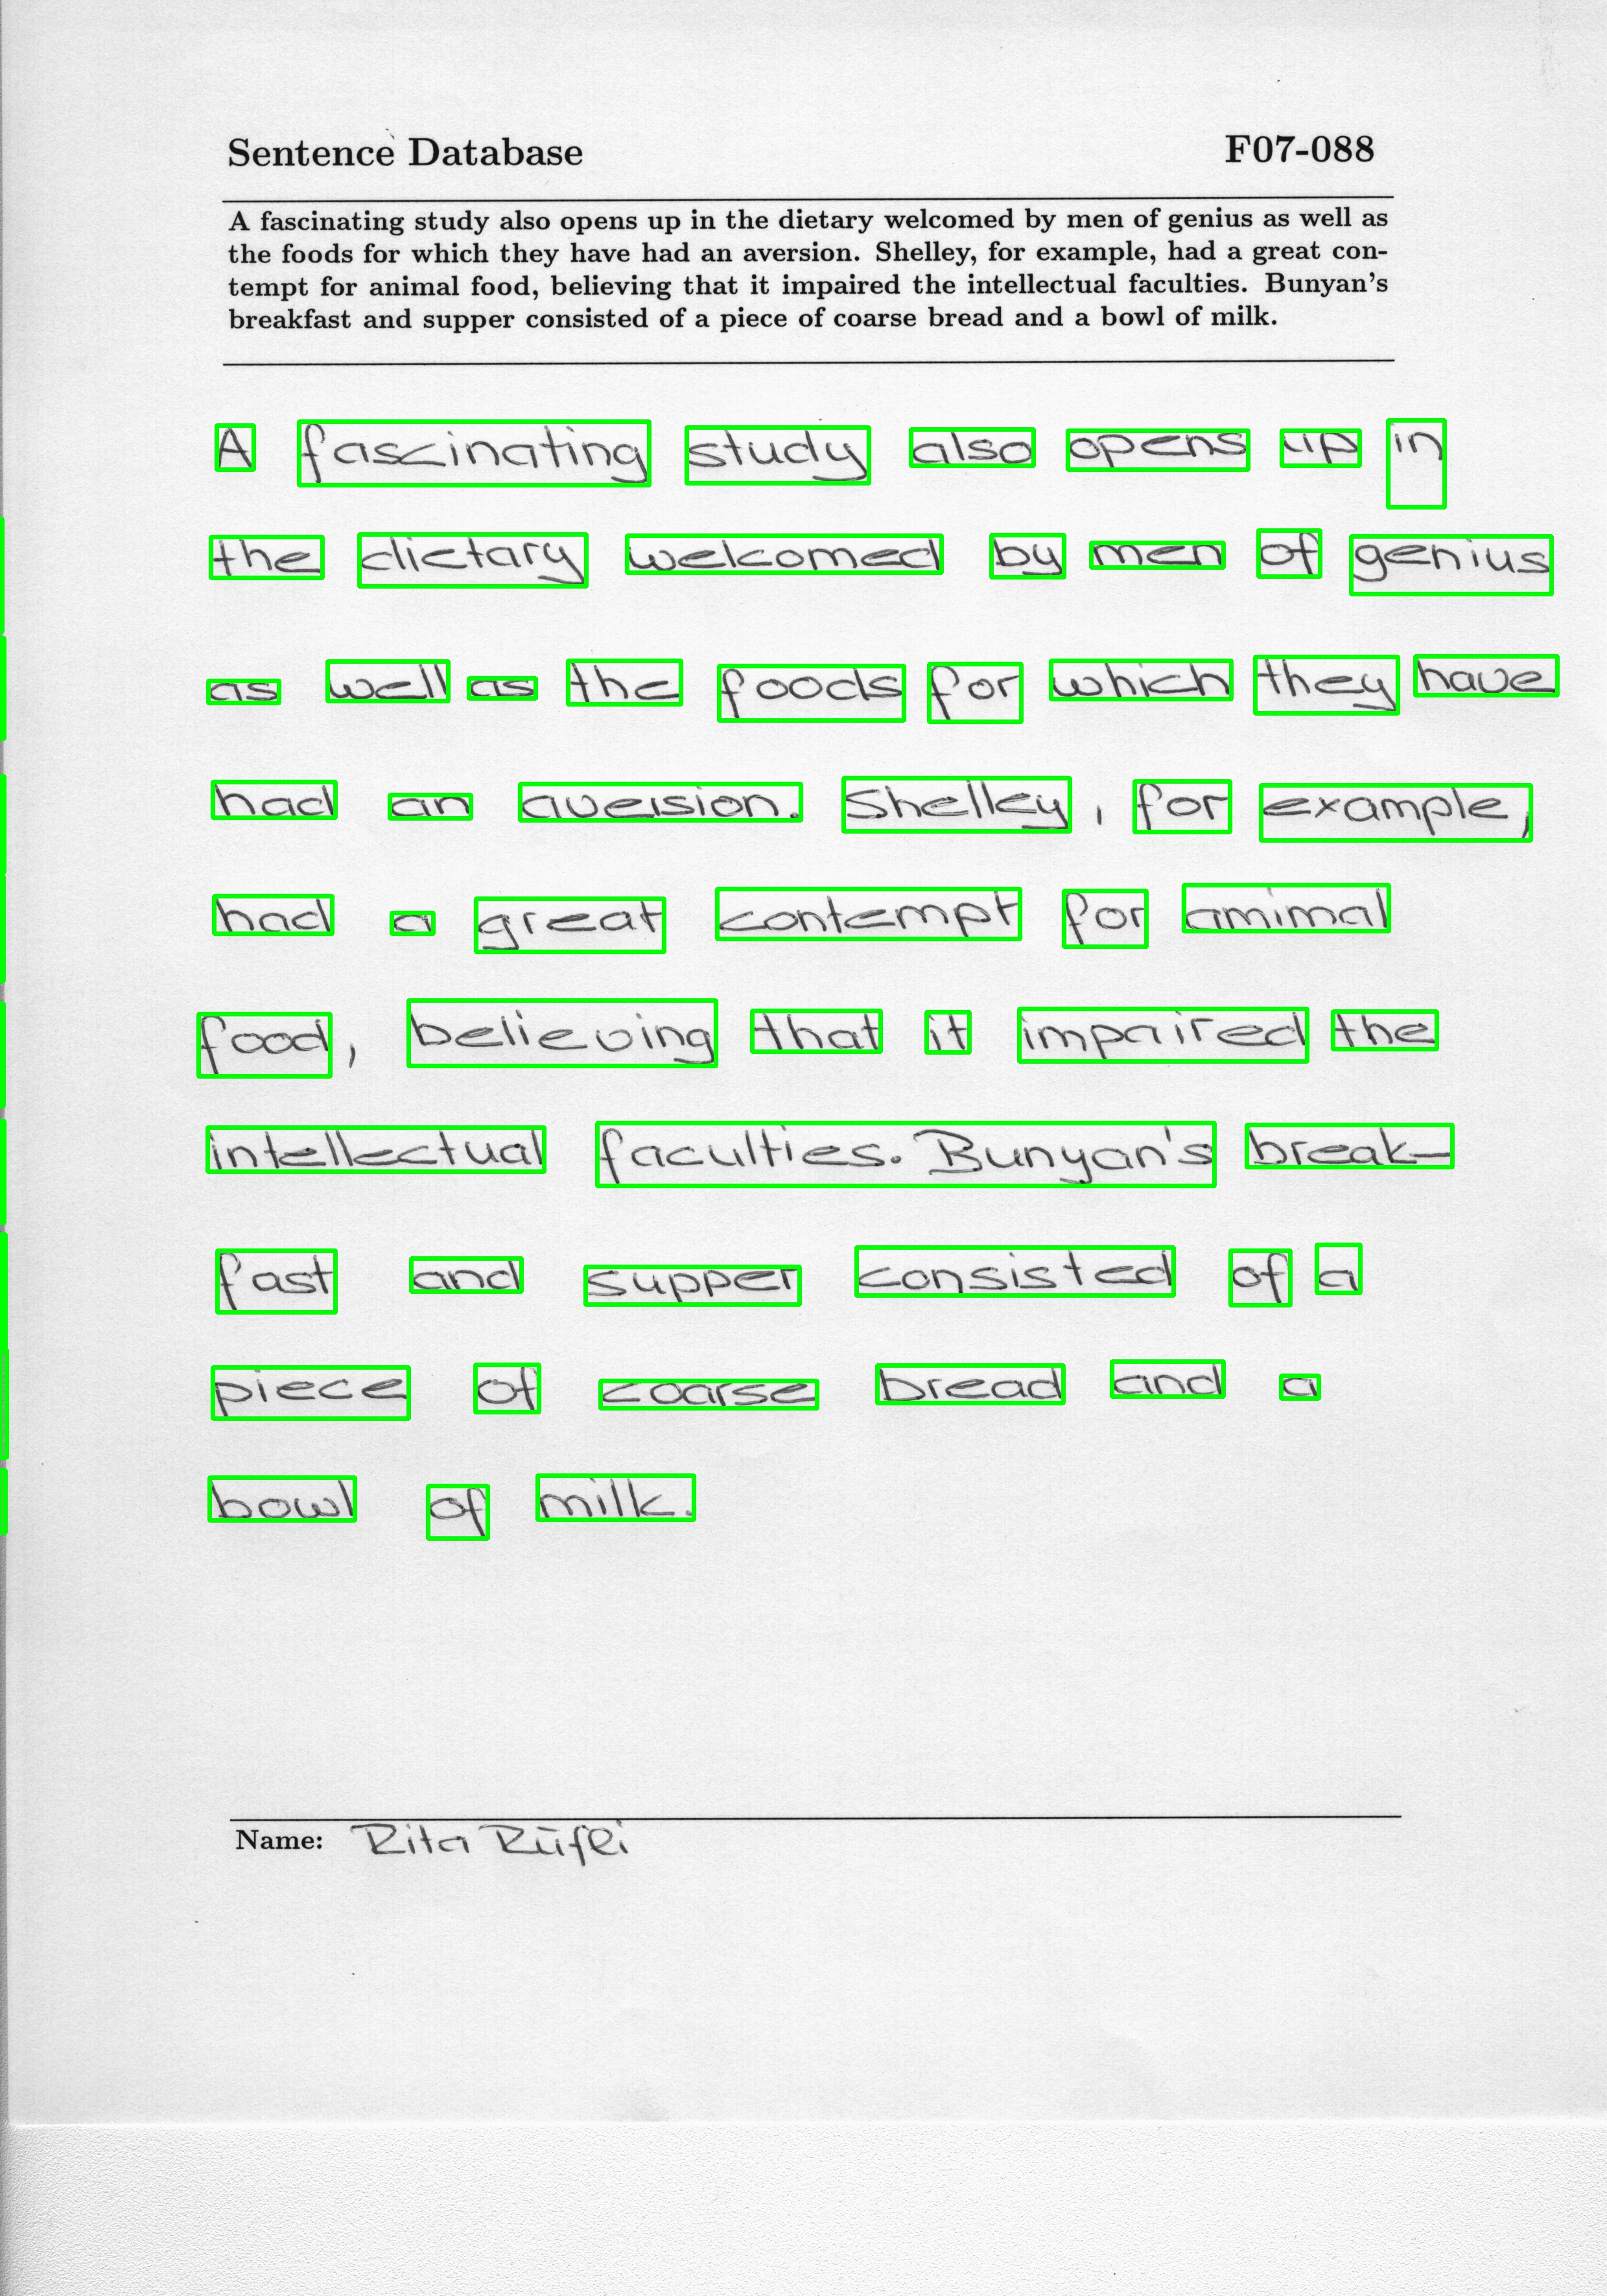 Sentence Database F07-088
A fascinating study also opens up in the dietary welcomed by men of genius as well as
the foods for which they have had an aversion. Shelley, for example, had a great con-
tempt for animal food, believing that it impaired the intellectual faculties. Bunyan's
breakfast and supper consisted of a piece of coarse bread and a bowl of milk.
A fascinating study also opens up in
the dietary welcomed by men of genius
as well as the foods for which they have
had an aversion. Shelley, for example,
had a great contempt for animal
food, believing that it impaired the
intellectual faculties. Bunyan's break-
fast and supper consisted of a
piece of coarse bread and a
bowl of milk.
Name: Rita Rüfli